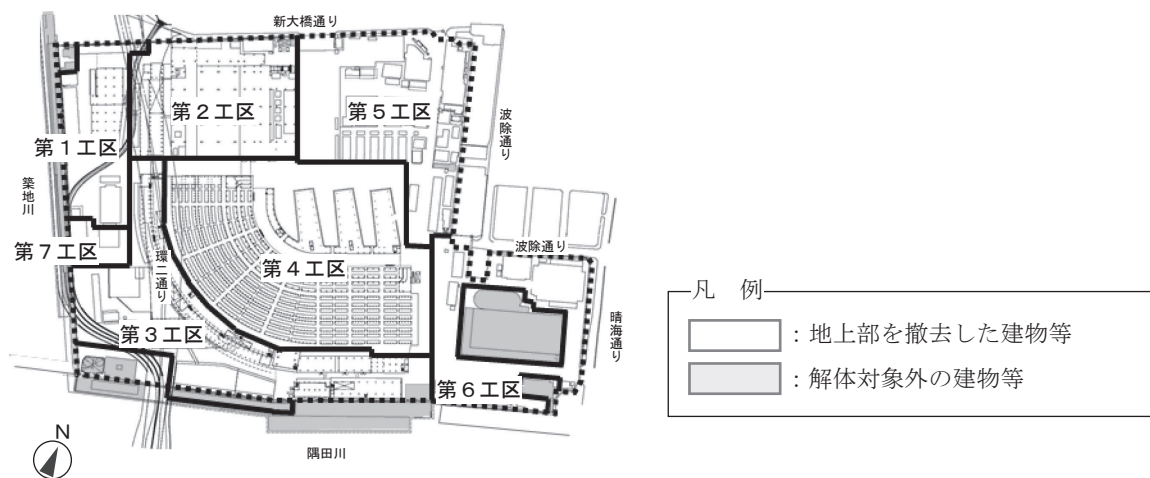 新大橋通り
第2工区
第5工区
波除通り
第1工区
築地川
第7工区
環二通り
第4工区
波除通り
第3工区
晴海通り
第6工区
隅田川
N
凡 例
：地上部を撤去した建物等
：解体対象外の建物等